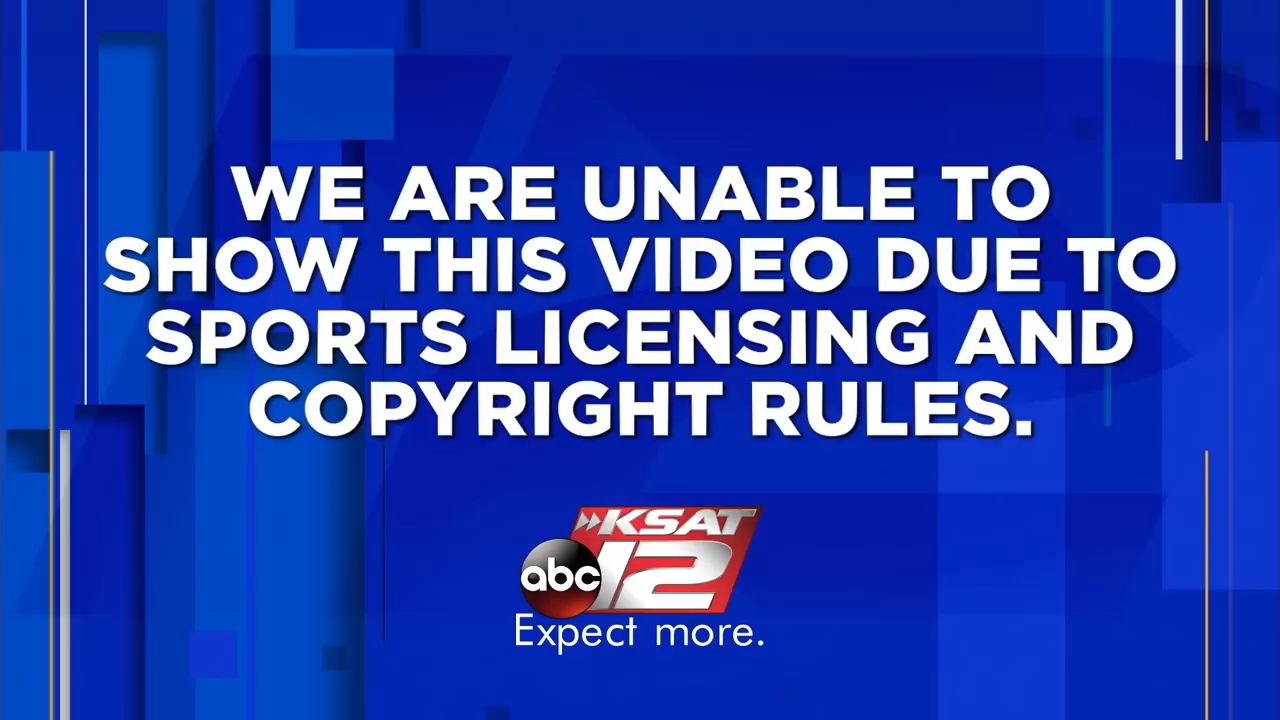 WE ARE UNABLE TO
SHOW THIS VIDEO DUE TO
SPORTS LICENSING AND
COPYRIGHT RULES.
KSAT
abc 12
Expect more.